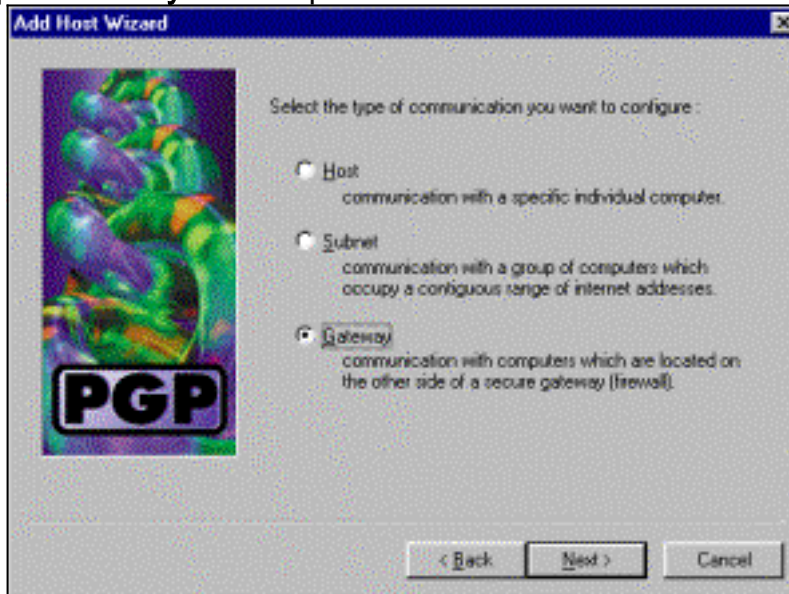 Add Host Wizard
Select the type of communication you want to configure :
Host
communication with a specific individual computer.
Subnet
communication with a group of computers which
occupy a contiguous range of internet addresses.
Gateway
communication with computers which are located on
the other side of a secure gateway (firewall).
PGP
< Back
Next >
Cancel